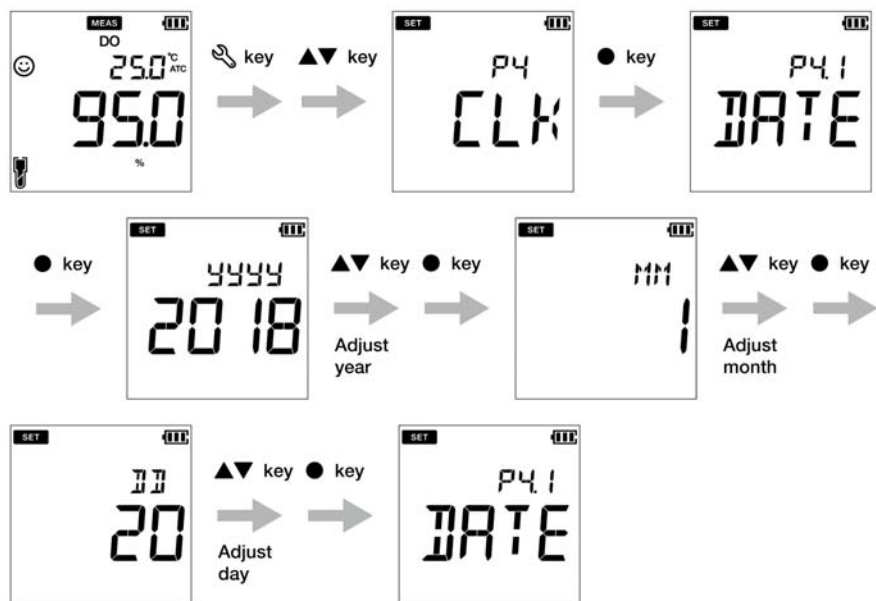 MEAS
DO
25.0 °C
ATC
95.0
%
key
▲▼ key
SET
P4
CLK
● key
SET
P4.1
DATE
● key
SET
YYYY
2018
▲▼ key ● key
Adjust
year
SET
MM
1
▲▼ key ● key
Adjust
month
SET
DD
20
▲▼ key ● key
Adjust
day
SET
P4.1
DATE